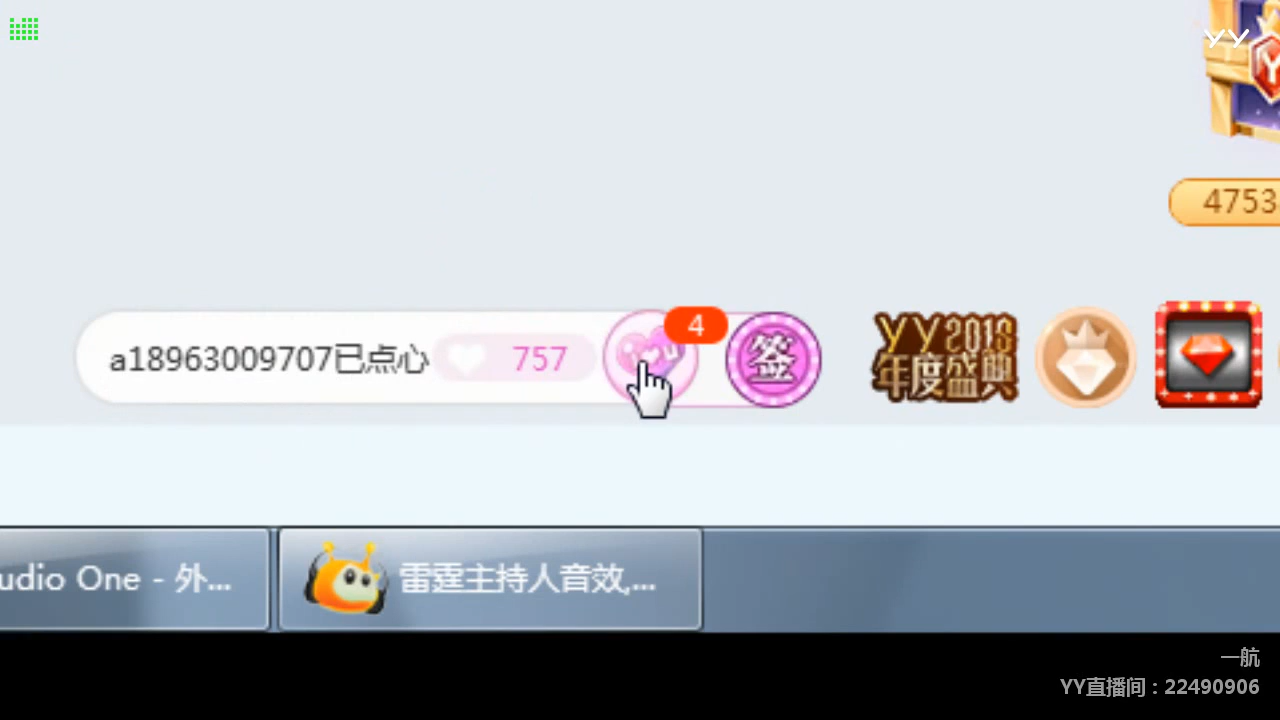 YY
4753
4
a18963009707已点心
757
签
YY2018
年度盛典
udio One - 外...
雷霆主持人音效,...
一航
YY直播间：22490906